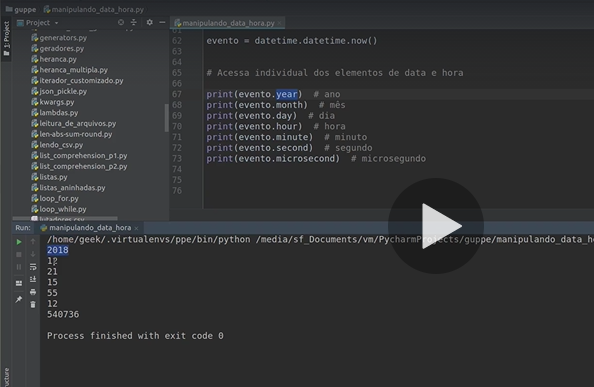 guppe manipulando_data_hora.py
Project
manipulando_data_hora.py
1: Project
generators.py
geradores.py
heranca.py
heranca_multipla.py
iterador_customizado.py
json_pickle.py
kwargs.py
lambdas.py
leitura_de_arquivos.py
len-abs-sum-round.py
lendo_csv.py
list_comprehension_p1.py
list_comprehension_p2.py
listas.py
listas_aninhadas.py
loop_for.py
loop_while.py
lutadores.csv
62 evento = datetime.datetime.now()
63
64
65 # Acessa individual dos elementos de data e hora
66
67 print(evento.year) # ano
68 print(evento.month) # mês
69 print(evento.day) # dia
70 print(evento.hour) # hora
71 print(evento.minute) # minuto
72 print(evento.second) # segundo
73 print(evento.microsecond) # microsegundo
74
75
76
Run: manipulando_data_hora
/home/geek/.virtualenvs/ppe/bin/python /media/sf_Documents/vm/PycharmProjects/guppe/manipulando_data_h
2018
21
15
55
12
540736
Process finished with exit code 0